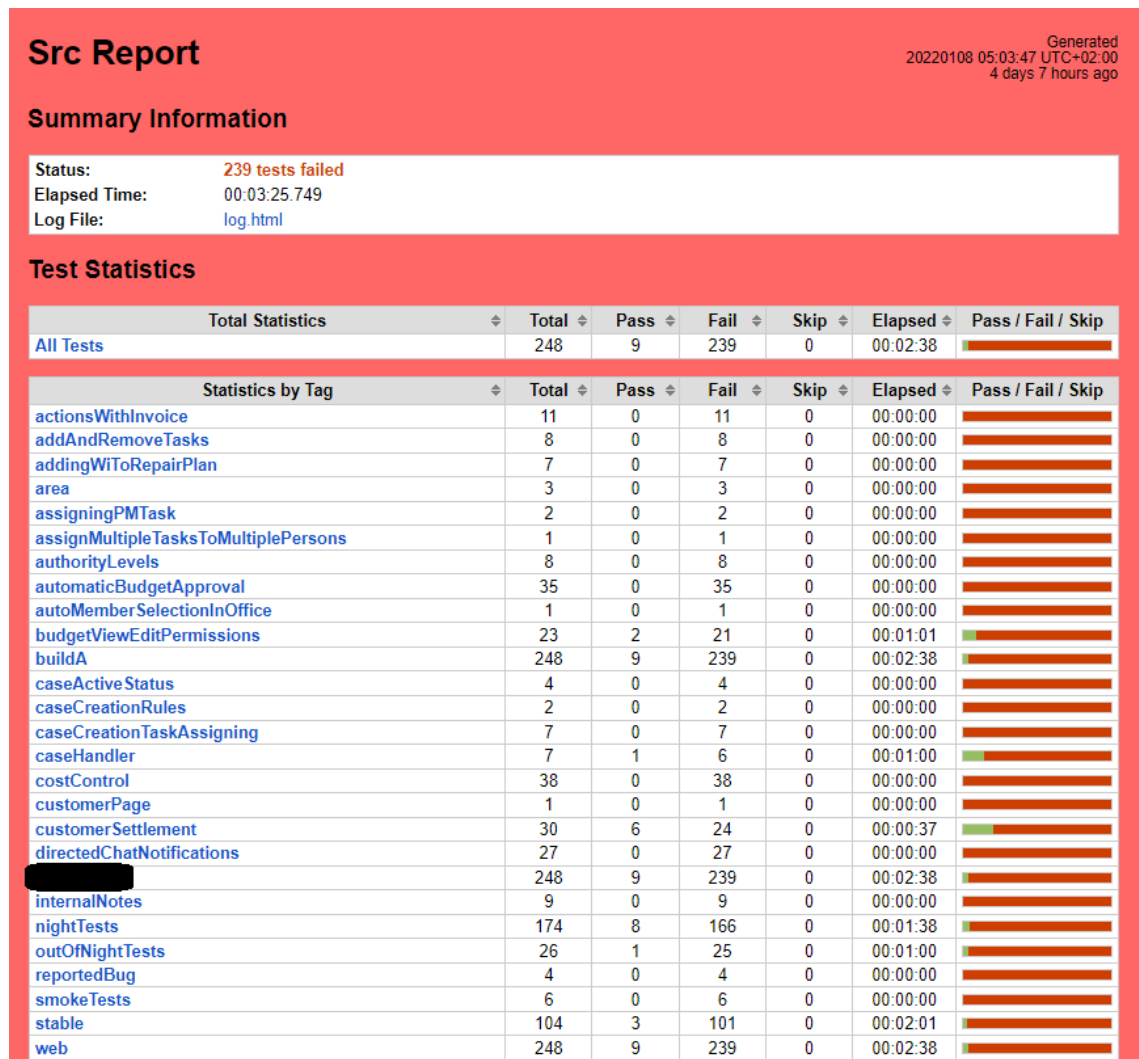 Src Report
Generated
20220108 05:03:47 UTC+02:00
4 days 7 hours ago
Summary Information
Status: 239 tests failed
Elapsed Time: 00:03:25.749
Log File: log.html
Test Statistics
Total Statistics Total Pass Fail Skip Elapsed Pass / Fail / Skip
All Tests 248 9 239 0 00:02:38
Statistics by Tag Total Pass Fail Skip Elapsed Pass / Fail / Skip
actionsWithInvoice 11 0 11 0 00:00:00
addAndRemoveTasks 8 0 8 0 00:00:00
addingWiToRepairPlan 7 0 7 0 00:00:00
area 3 0 3 0 00:00:00
assigningPMTask 2 0 2 0 00:00:00
assignMultipleTasksToMultiplePersons 1 0 1 0 00:00:00
authorityLevels 8 0 8 0 00:00:00
automaticBudgetApproval 35 0 35 0 00:00:00
autoMemberSelectionInOffice 1 0 1 0 00:00:00
budgetViewEditPermissions 23 2 21 0 00:01:01
buildA 248 9 239 0 00:02:38
caseActiveStatus 4 0 4 0 00:00:00
caseCreationRules 2 0 2 0 00:00:00
caseCreationTaskAssigning 7 0 7 0 00:00:00
caseHandler 7 1 6 0 00:01:00
costControl 38 0 38 0 00:00:00
customerPage 1 0 1 0 00:00:00
customerSettlement 30 6 24 0 00:00:37
directedChatNotifications 27 0 27 0 00:00:00
248 9 239 0 00:02:38
internalNotes 9 0 9 0 00:00:00
nightTests 174 8 166 0 00:01:38
outOfNightTests 26 1 25 0 00:01:00
reportedBug 4 0 4 0 00:00:00
smokeTests 6 0 6 0 00:00:00
stable 104 3 101 0 00:02:01
web 248 9 239 0 00:02:38